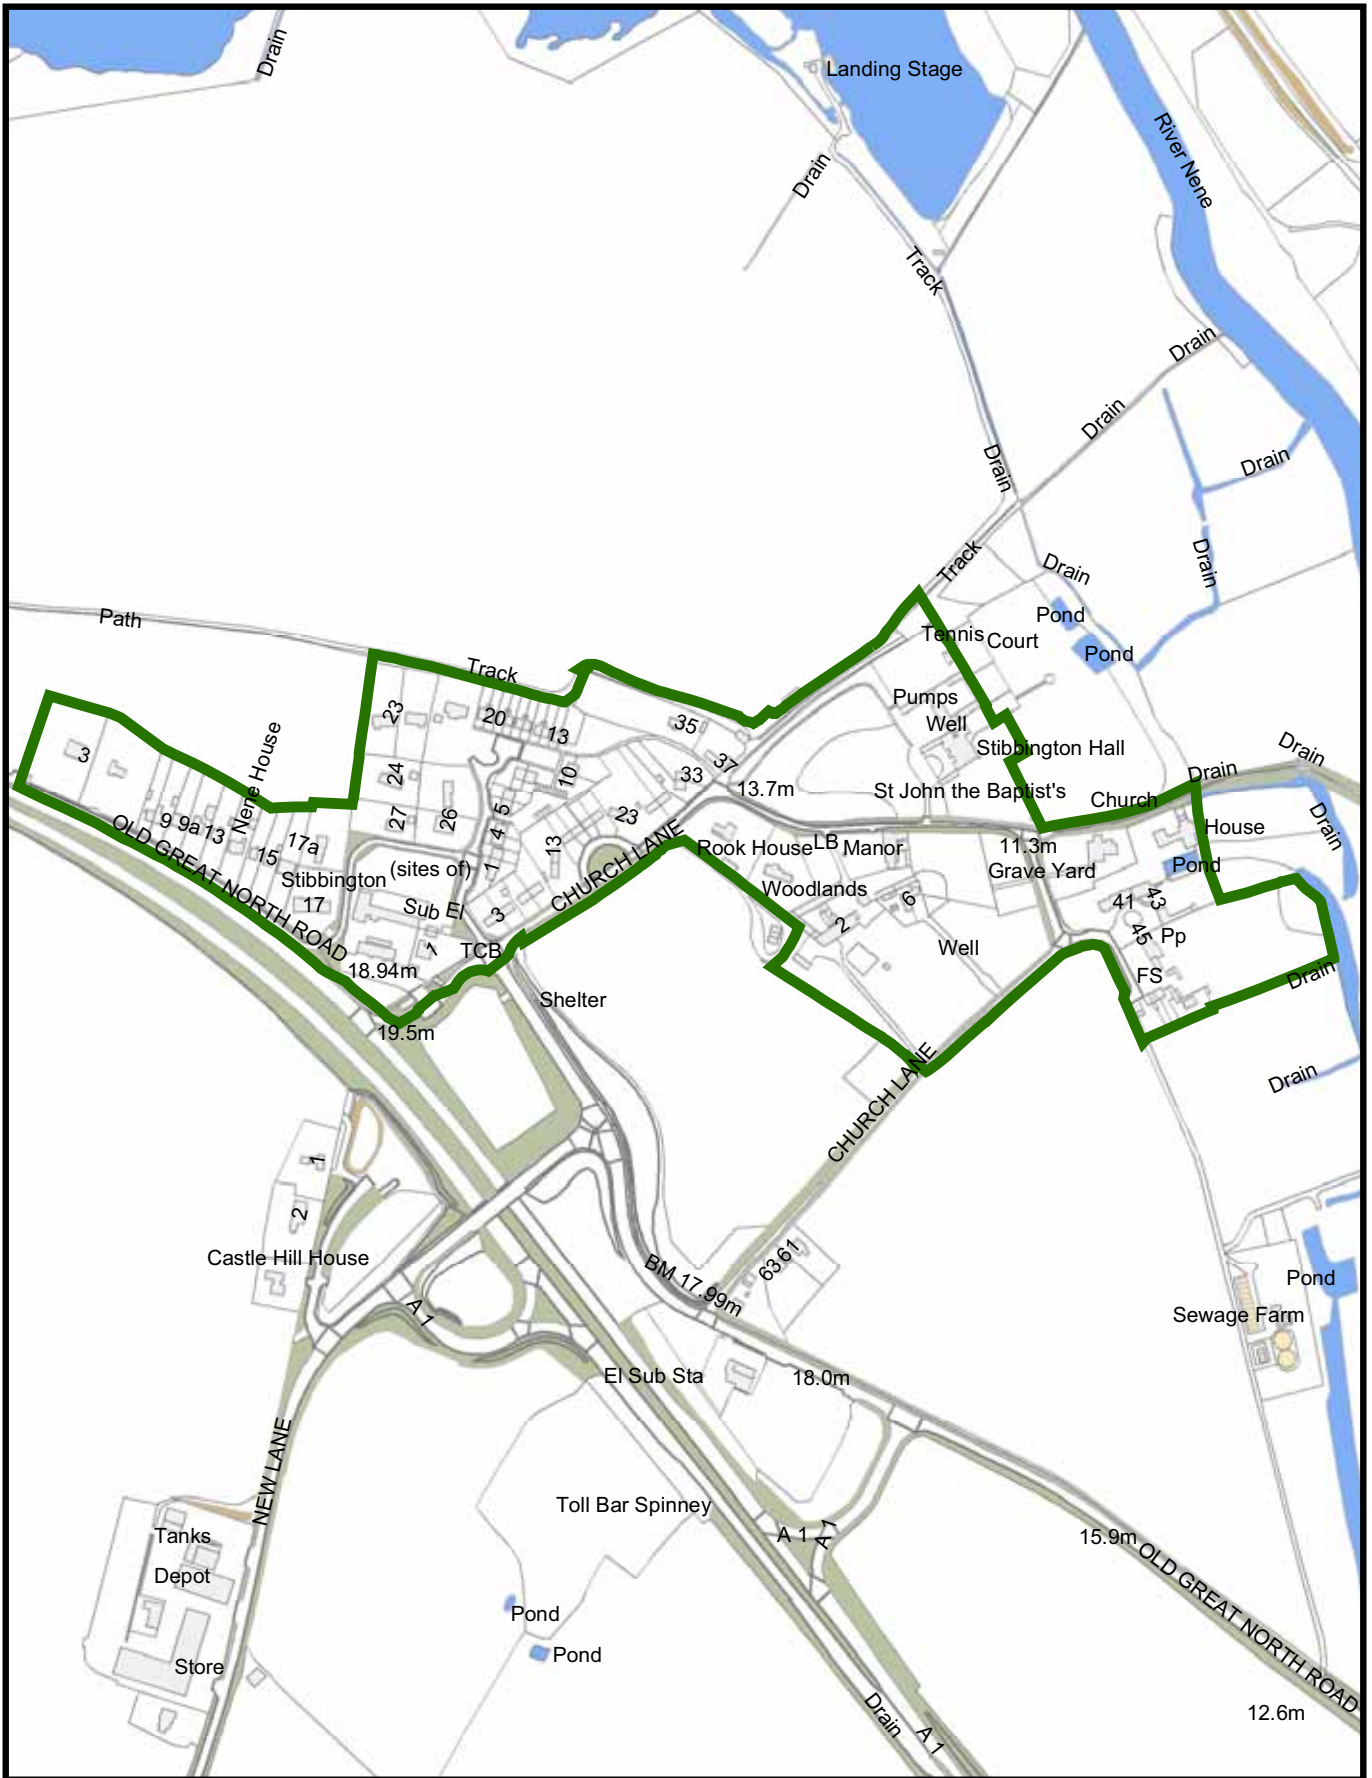 Drain
Landing Stage
River Nene
Drain
Track
Drain
Drain
Drain
Drain
Drain
Track
Drain
Path
Pond
Tennis Court
Pond
Track
23
20
13
35
Pumps
Well
Stibbington Hall
Nene House
3
37
33
13.7m
St John the Baptist's
Church
Drain
Drain
24
10
5
9
9a
13
27
26
4
23
13
Drain
OLD GREAT NORTH ROAD
15
17a
(sites of)
1
CHURCH LANE
Rook House
LB
Manor
11.3m
House
Grave Yard
Pond
Stibbington
17
Sub El
3
Woodlands
2
6
41
43
45
Pp
1
TCB
Well
FS
18.94m
Drain
Shelter
19.5m
CHURCH LANE
Drain
1
2
Castle Hill House
63
61
BM 17.99m
A 1
Pond
Sewage Farm
El Sub Sta
18.0m
NEW LANE
Toll Bar Spinney
A 1
A 1
15.9m
OLD GREAT NORTH ROAD
Tanks
Depot
Pond
Pond
Store
Drain
A 1
12.6m